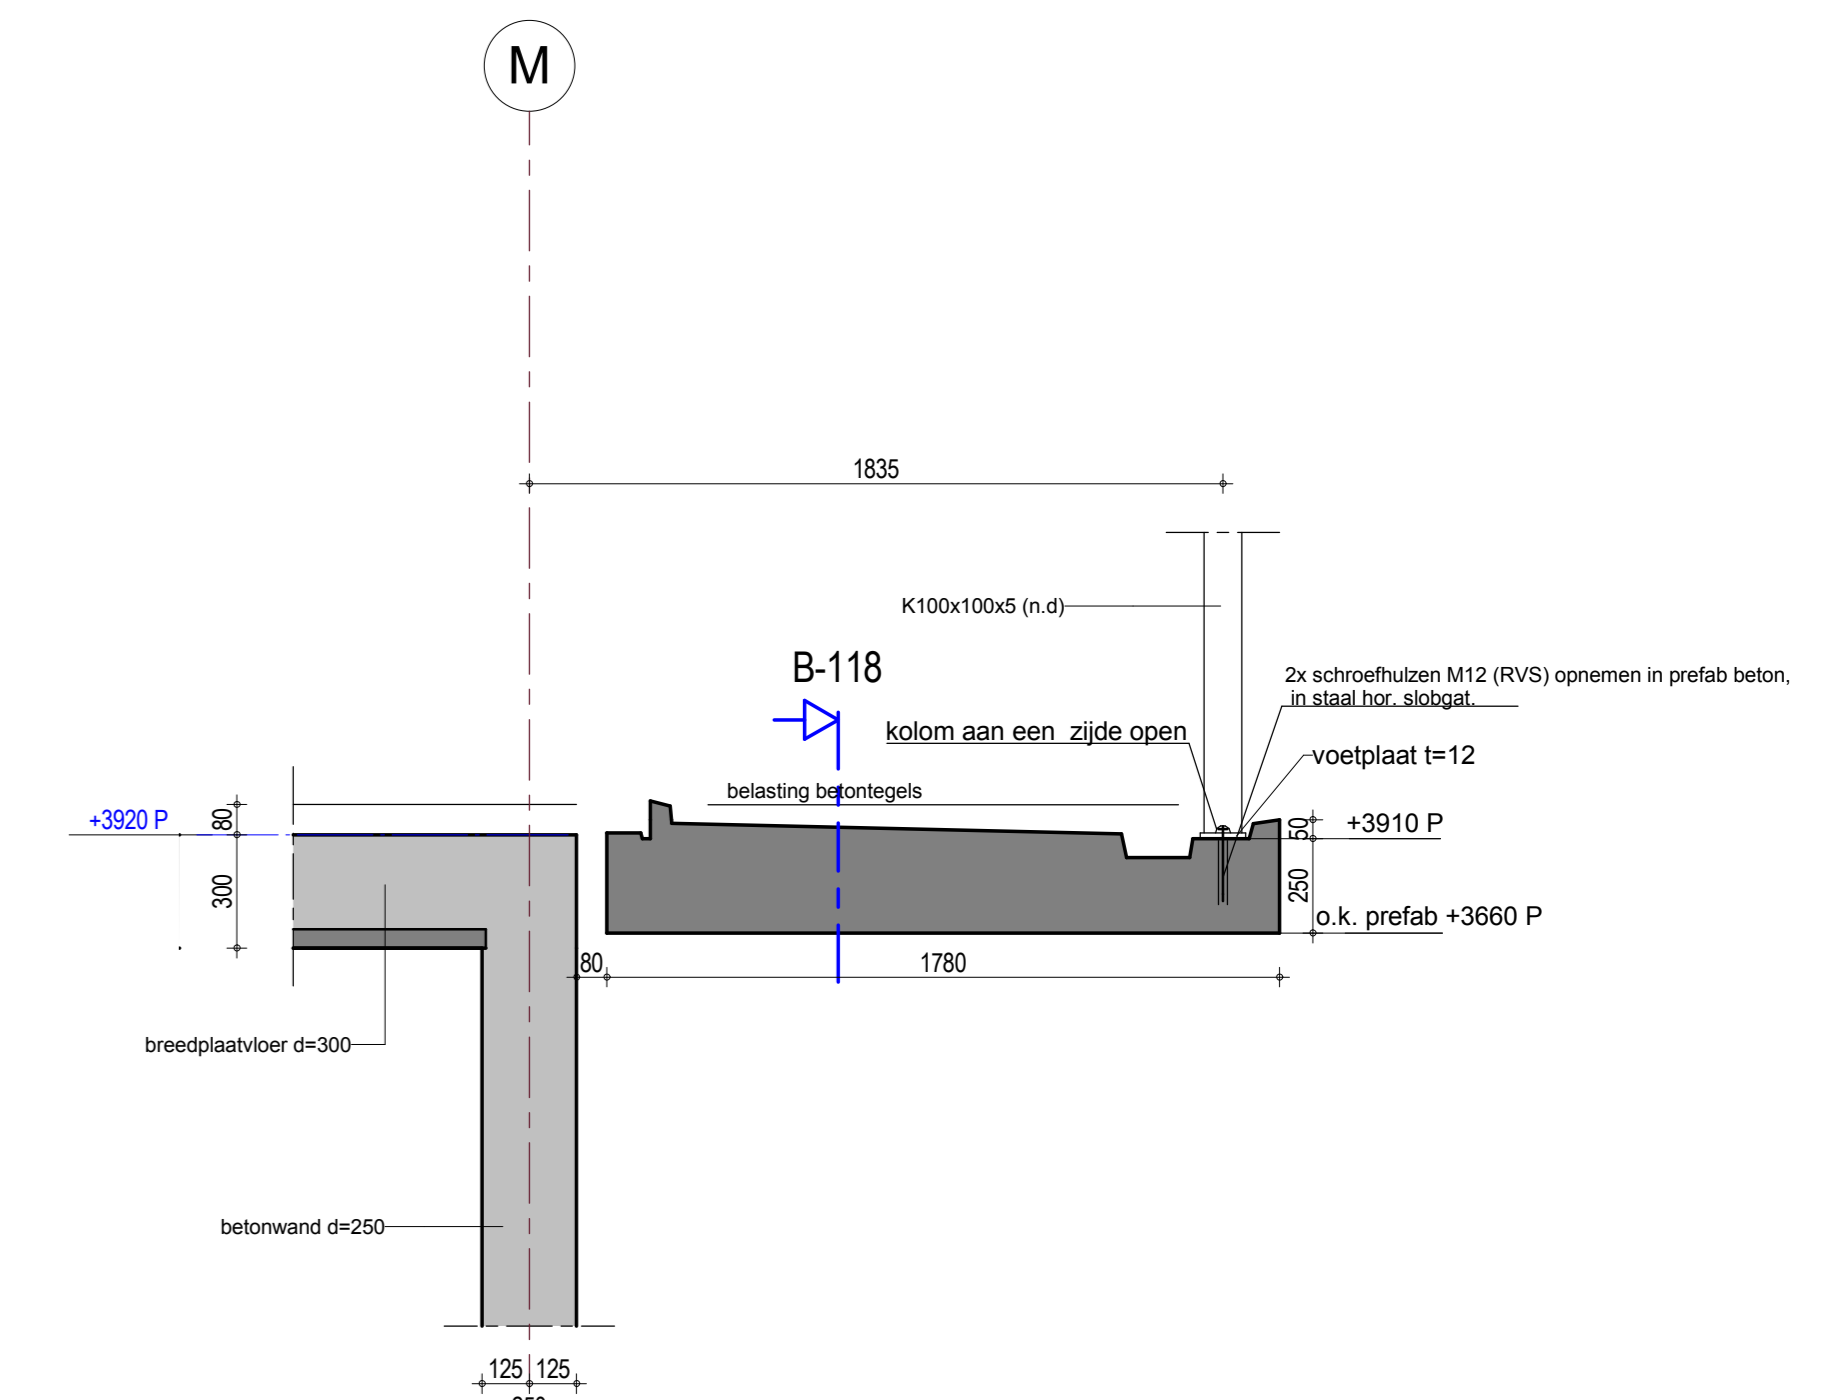 M
1835
K100x100x5 (n.d)
B-118
2x schroefhulzen M12 (RVS) opnemen in prefab beton,
in staal hor. slobgat.
kolom aan een zijde open
voetplaat t=12
belasting betontegels
+3920 P
80
300
50
+3910 P
250
o.k. prefab +3660 P
80
1780
breedplaatvloer d=300
betonwand d=250
125
125